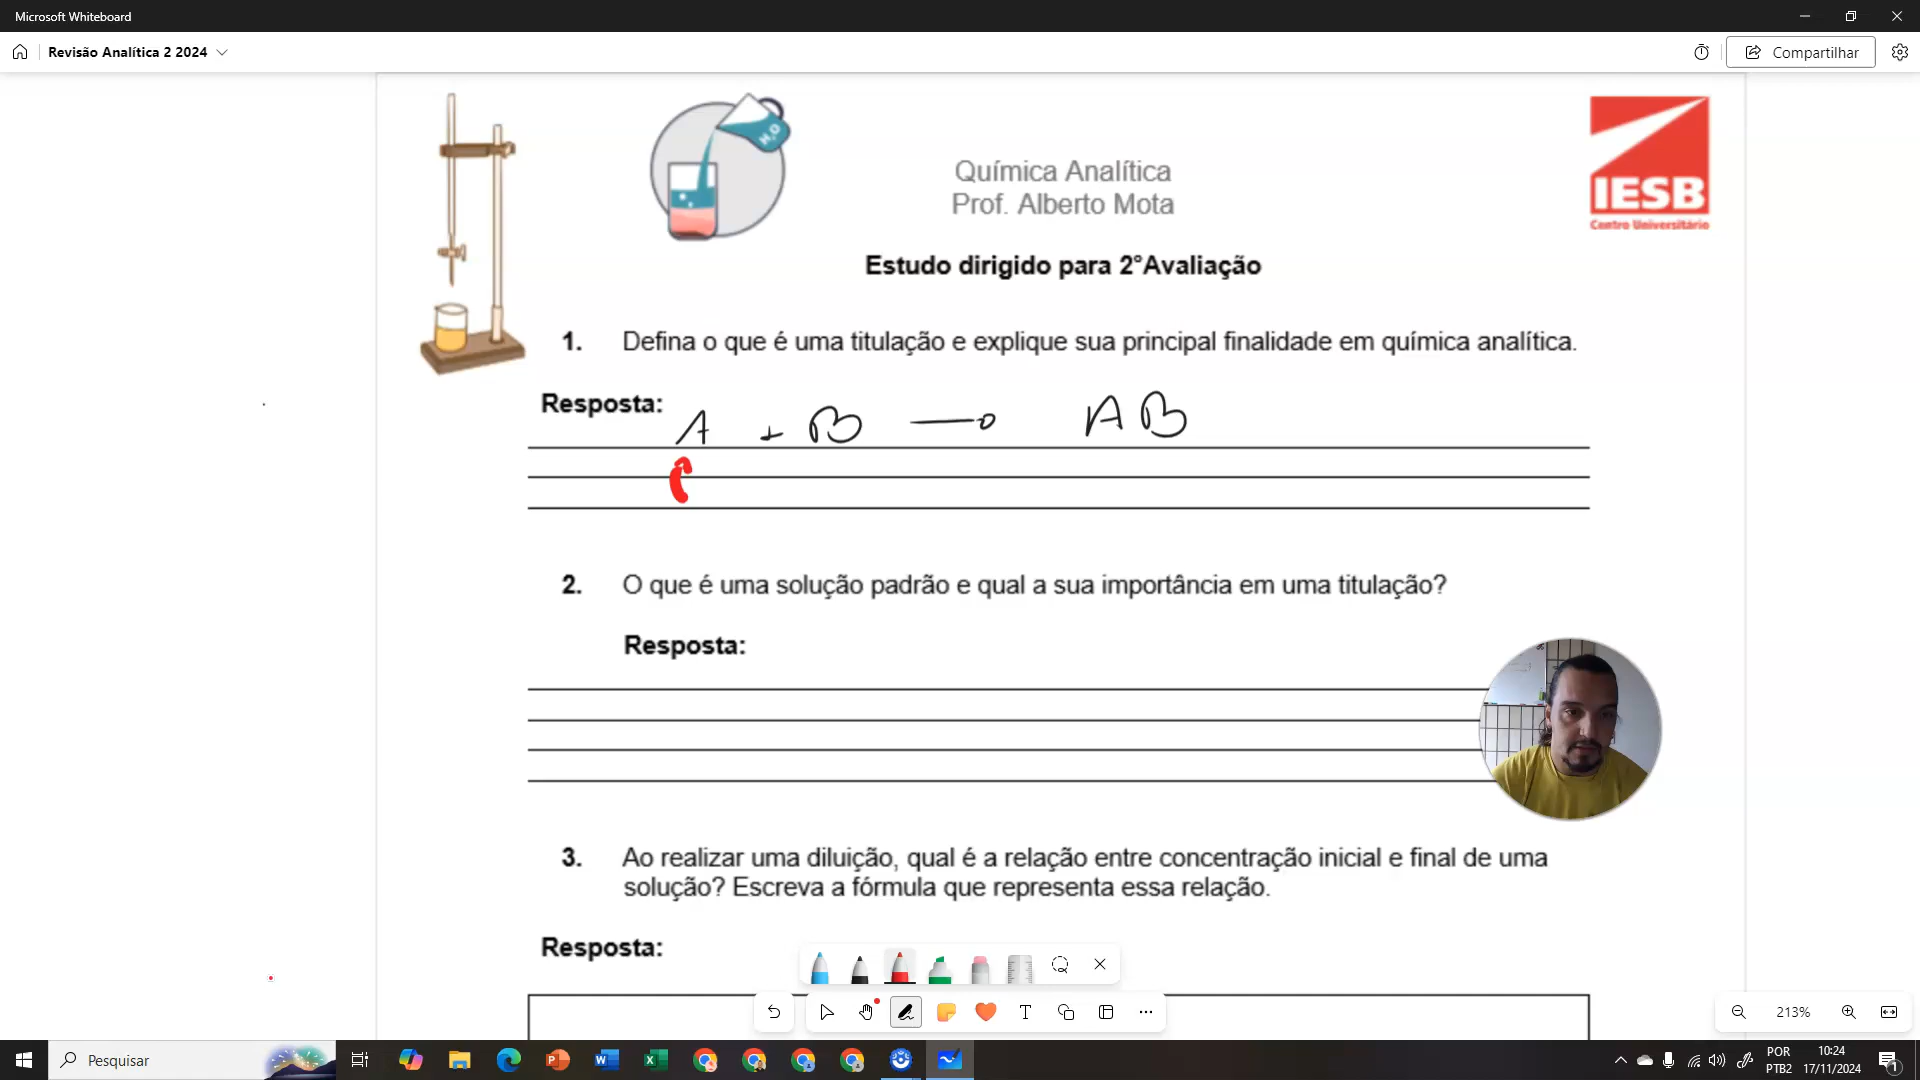 Microsoft Whiteboard
Revisão Analítica 2 2024
Compartilhar
H₂O
Química Analítica
Prof. Alberto Mota
IESB
Centro Universitário
Estudo dirigido para 2°Avaliação
1. Defina o que é uma titulação e explique sua principal finalidade em química analítica.
Resposta:
A + B → AB
2. O que é uma solução padrão e qual a sua importância em uma titulação?
Resposta:
3. Ao realizar uma diluição, qual é a relação entre concentração inicial e final de uma
solução? Escreva a fórmula que representa essa relação.
Resposta:
213%
Pesquisar
POR
PTB2
10:24
17/11/2024
1